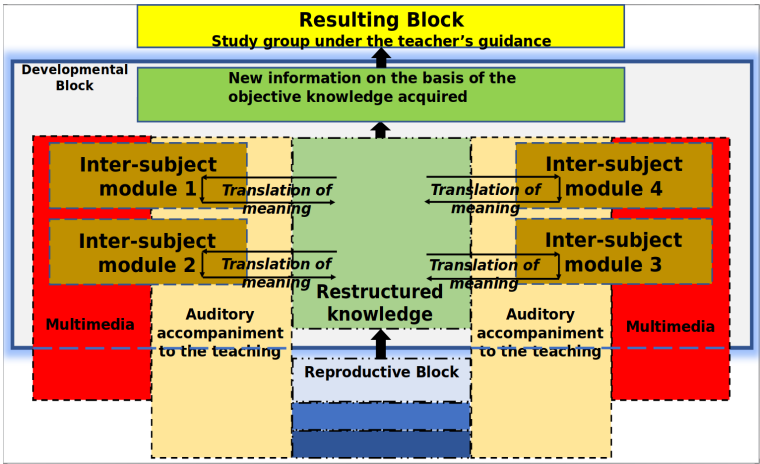 Resulting Block
Study group under the teacher’s guidance
Developmental
Block
New information on the basis of the
objective knowledge acquired
Inter-subject
module 1
Translation of
meaning
Inter-subject
module 4
Translation of
meaning
Inter-subject
module 2
Translation of
meaning
Inter-subject
module 3
Translation of
meaning
Restructured
knowledge
Multimedia
Auditory
accompaniment
to the teaching
Auditory
accompaniment
to the teaching
Multimedia
Reproductive Block